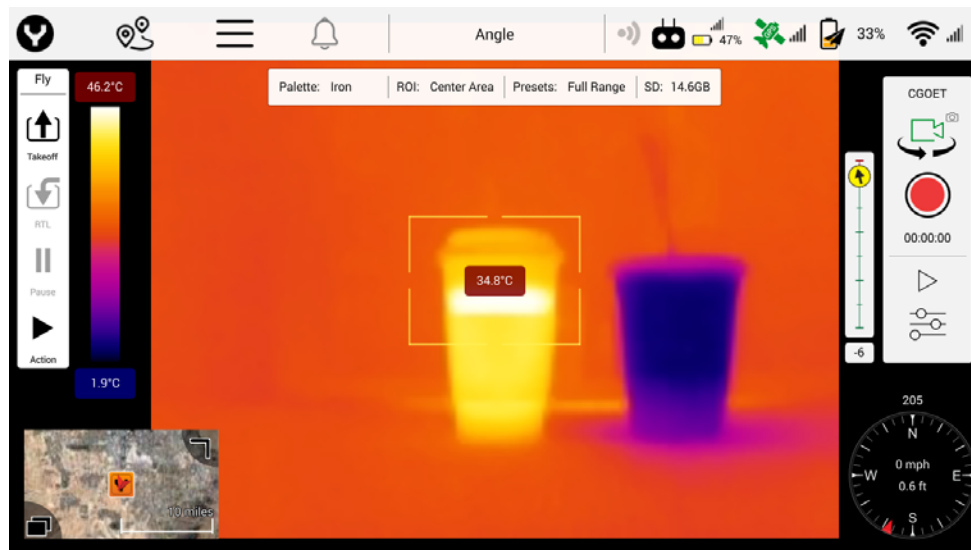 Angle
47%
33%
Fly
46.2°C
Palette: Iron
ROI: Center Area
Presets: Full Range
SD: 14.6GB
CGOET
Takeoff
RTL
00:00:00
34.8°C
Pause
Action
-6
1.9°C
205
N
W
0 mph
E
0.6 ft
S
10 miles